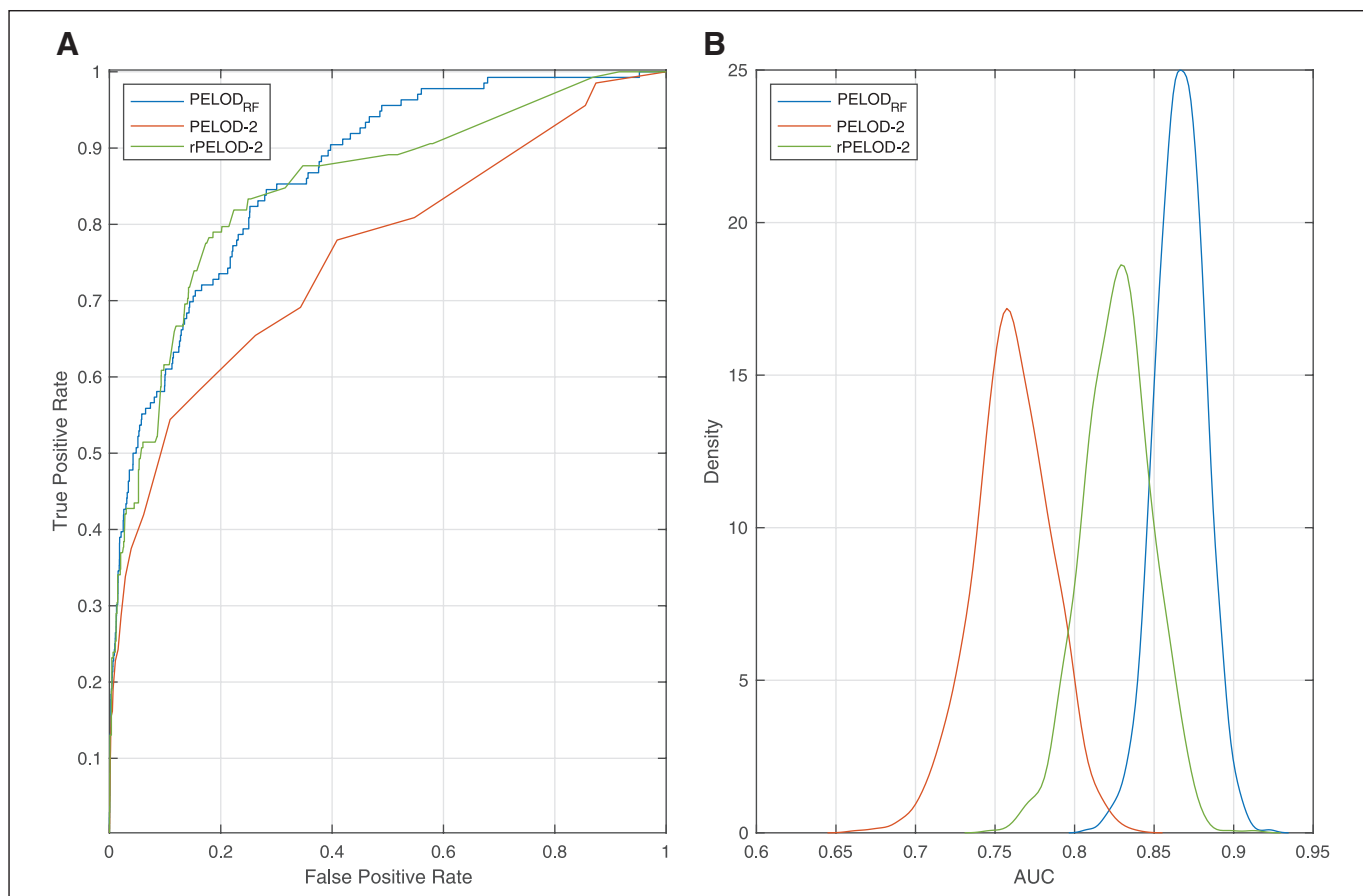 A
PELOD_RF
PELOD-2
rPELOD-2
1
0.9
0.8
0.7
0.6
0.5
0.4
0.3
0.2
0.1
True Positive Rate
0 0.2 0.4 0.6 0.8 1
False Positive Rate
B
PELOD_RF
PELOD-2
rPELOD-2
25
20
15
10
5
0
Density
0.6 0.65 0.7 0.75 0.8 0.85 0.9 0.95
AUC